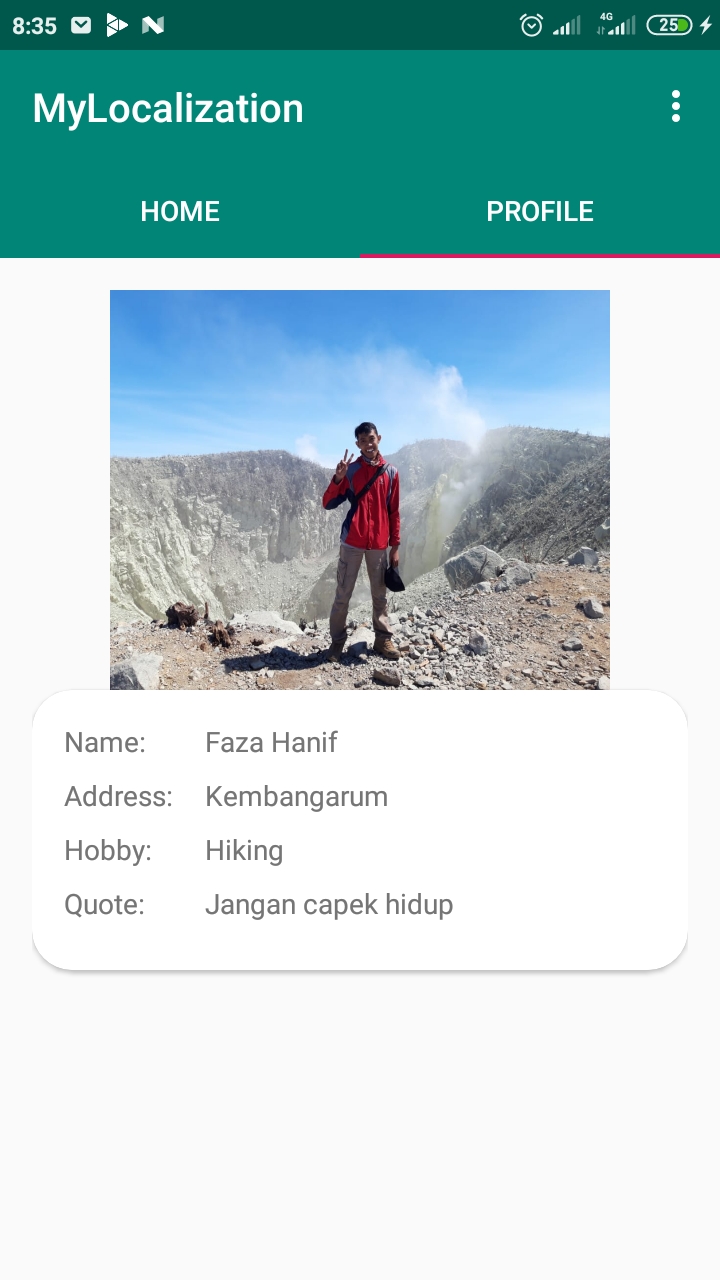 8:35 4G 25
MyLocalization
HOME PROFILE
Name: Faza Hanif
Address: Kembangarum
Hobby: Hiking
Quote: Jangan capek hidup